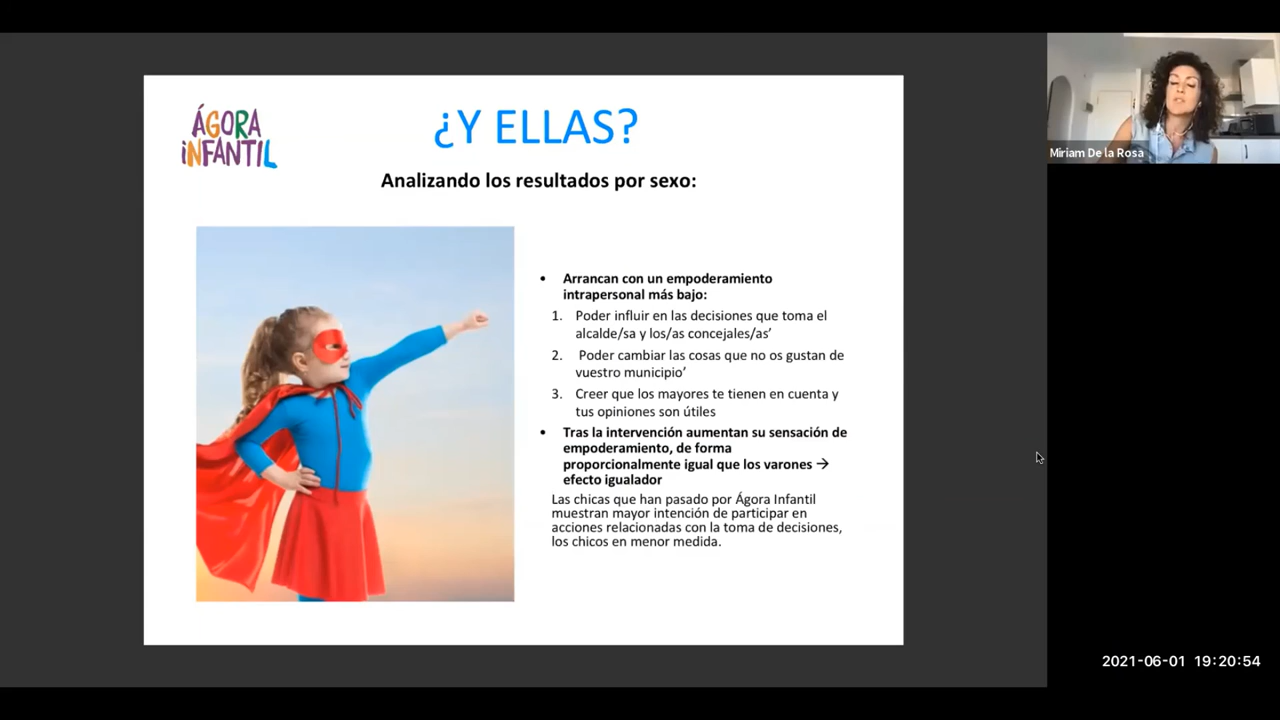 ÁGORA
INFANTIL
¿Y ELLAS?
Analizando los resultados por sexo:
• Arrancan con un empoderamiento
intrapersonal más bajo:
1. Poder influir en las decisiones que toma el
alcalde/sa y los/as concejales/as’
2. Poder cambiar las cosas que no os gustan de
vuestro municipio’
3. Creer que los mayores te tienen en cuenta y
tus opiniones son útiles
• Tras la intervención aumentan su sensación de
empoderamiento, de forma
proporcionalmente igual que los varones →
efecto igualador
Las chicas que han pasado por Ágora Infantil
muestran mayor intención de participar en
acciones relacionadas con la toma de decisiones,
los chicos en menor medida.
Miriam De la Rosa
2021-06-01 19:20:54